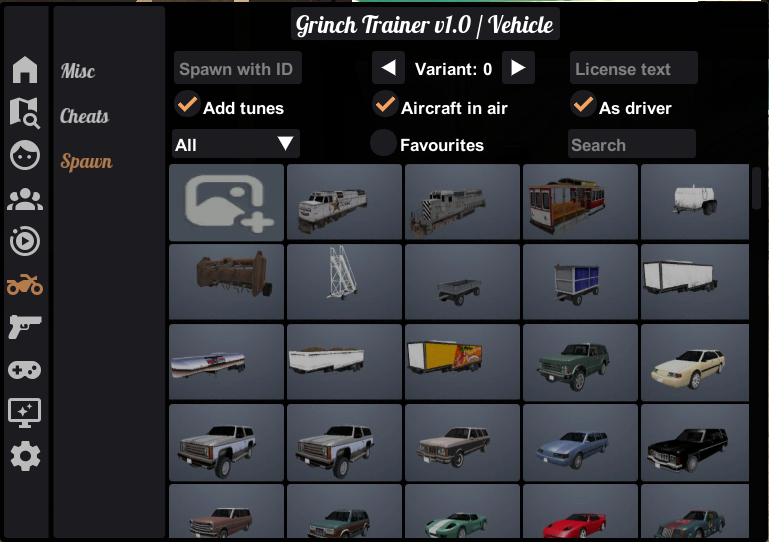 Grinch Trainer v1.0 / Vehicle
Misc
Cheats
Spawn
Spawn with ID
Variant: 0
License text
Add tunes
Aircraft in air
As driver
All
Favourites
Search